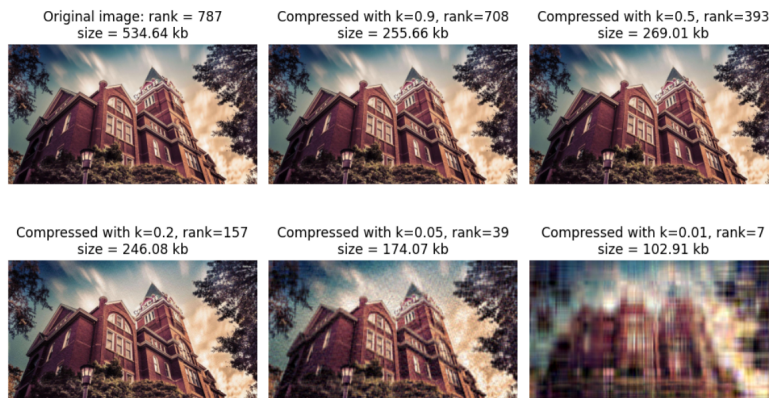 Original image: rank = 787
size = 534.64 kb
Compressed with k=0.9, rank=708
size = 255.66 kb
Compressed with k=0.5, rank=393
size = 269.01 kb
Compressed with k=0.2, rank=157
size = 246.08 kb
Compressed with k=0.05, rank=39
size = 174.07 kb
Compressed with k=0.01, rank=7
size = 102.91 kb